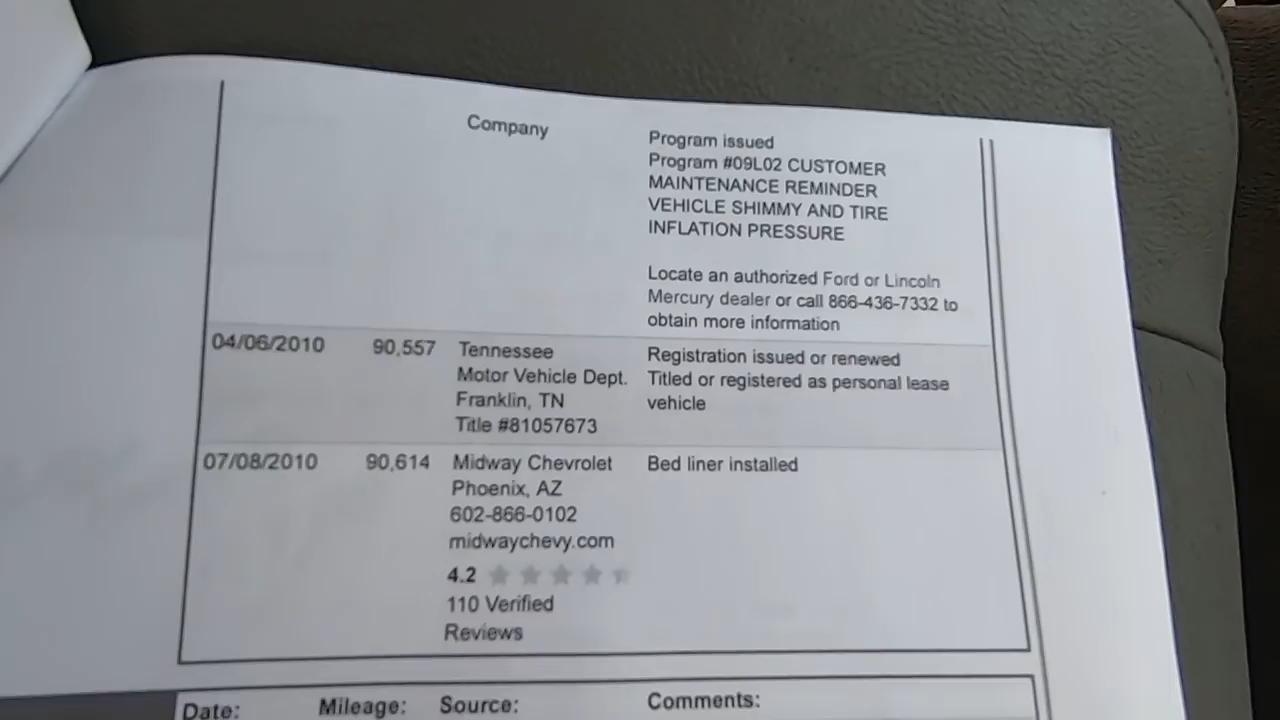 Company
Program issued
Program #09L02 CUSTOMER
MAINTENANCE REMINDER
VEHICLE SHIMMY AND TIRE
INFLATION PRESSURE
Locate an authorized Ford or Lincoln
Mercury dealer or call 866-436-7332 to
obtain more information
04/06/2010 90,557 Tennessee Registration issued or renewed
Motor Vehicle Dept. Titled or registered as personal lease
Franklin, TN vehicle
Title #81057673
07/08/2010 90,614 Midway Chevrolet Bed liner installed
Phoenix, AZ
602-866-0102
midwaychevy.com
4.2
110 Verified
Reviews
Date: Mileage: Source: Comments: